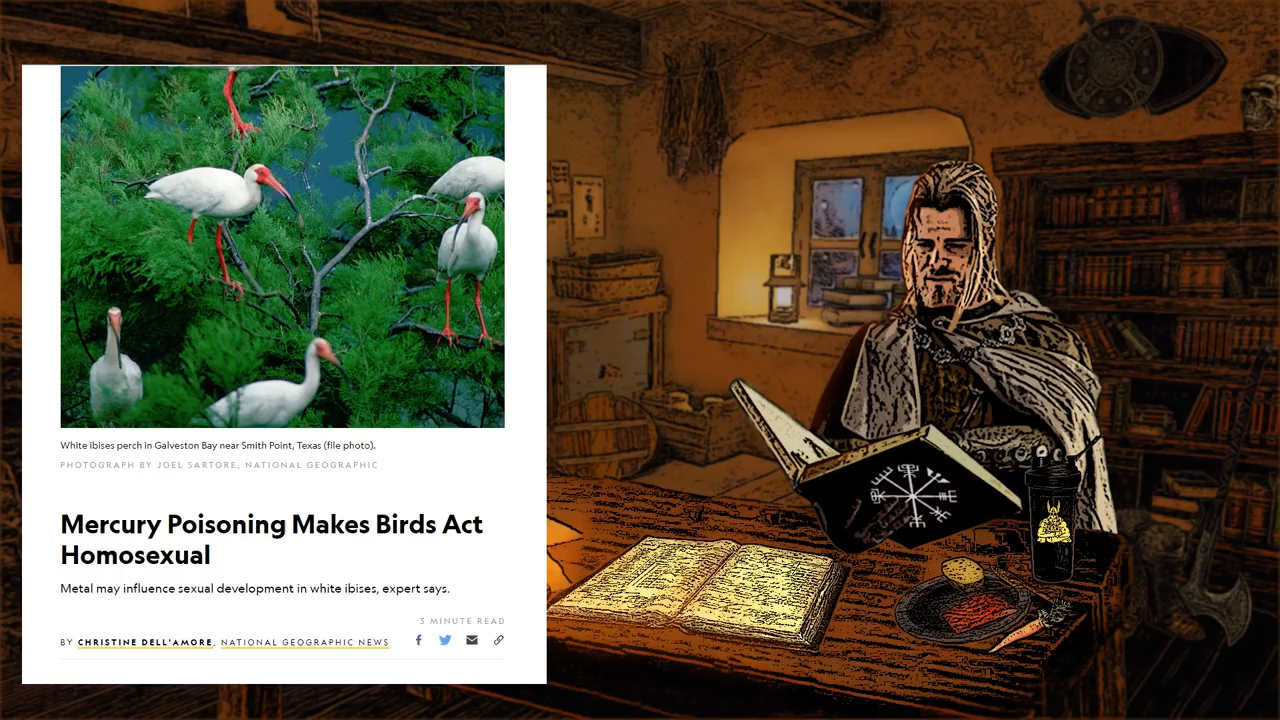 White ibises perch in Galveston Bay near Smith Point, Texas (file photo).
PHOTOGRAPH BY JOEL SARTORE, NATIONAL GEOGRAPHIC
Mercury Poisoning Makes Birds Act
Homosexual
Metal may influence sexual development in white ibises, expert says.
3 MINUTE READ
BY CHRISTINE DELL'AMORE, NATIONAL GEOGRAPHIC NEWS